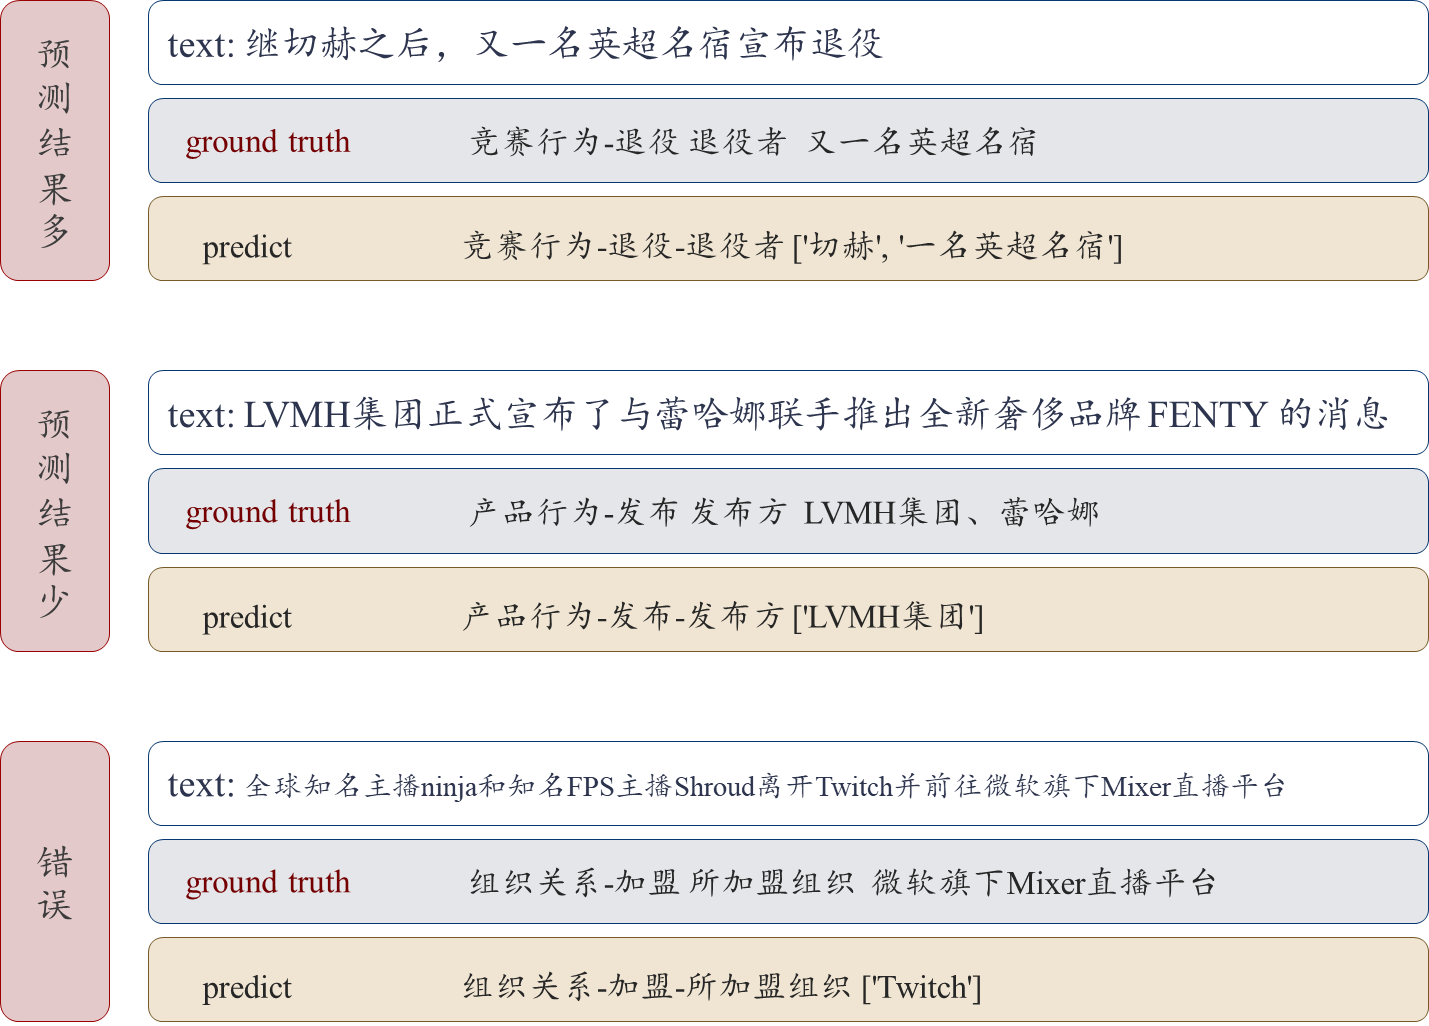 预测结果多
text: 继切赫之后，又一名英超名宿宣布退役
ground truth 竞赛行为-退役 退役者 又一名英超名宿
predict 竞赛行为-退役-退役者 ['切赫', '一名英超名宿']
预测结果少
text: LVMH集团正式宣布了与蕾哈娜联手推出全新奢侈品牌 FENTY 的消息
ground truth 产品行为-发布 发布方 LVMH集团、蕾哈娜
predict 产品行为-发布-发布方 ['LVMH集团']
错误
text: 全球知名主播ninja和知名FPS主播Shroud离开Twitch并前往微软旗下Mixer直播平台
ground truth 组织关系-加盟 所加盟组织 微软旗下Mixer直播平台
predict 组织关系-加盟-所加盟组织 ['Twitch']